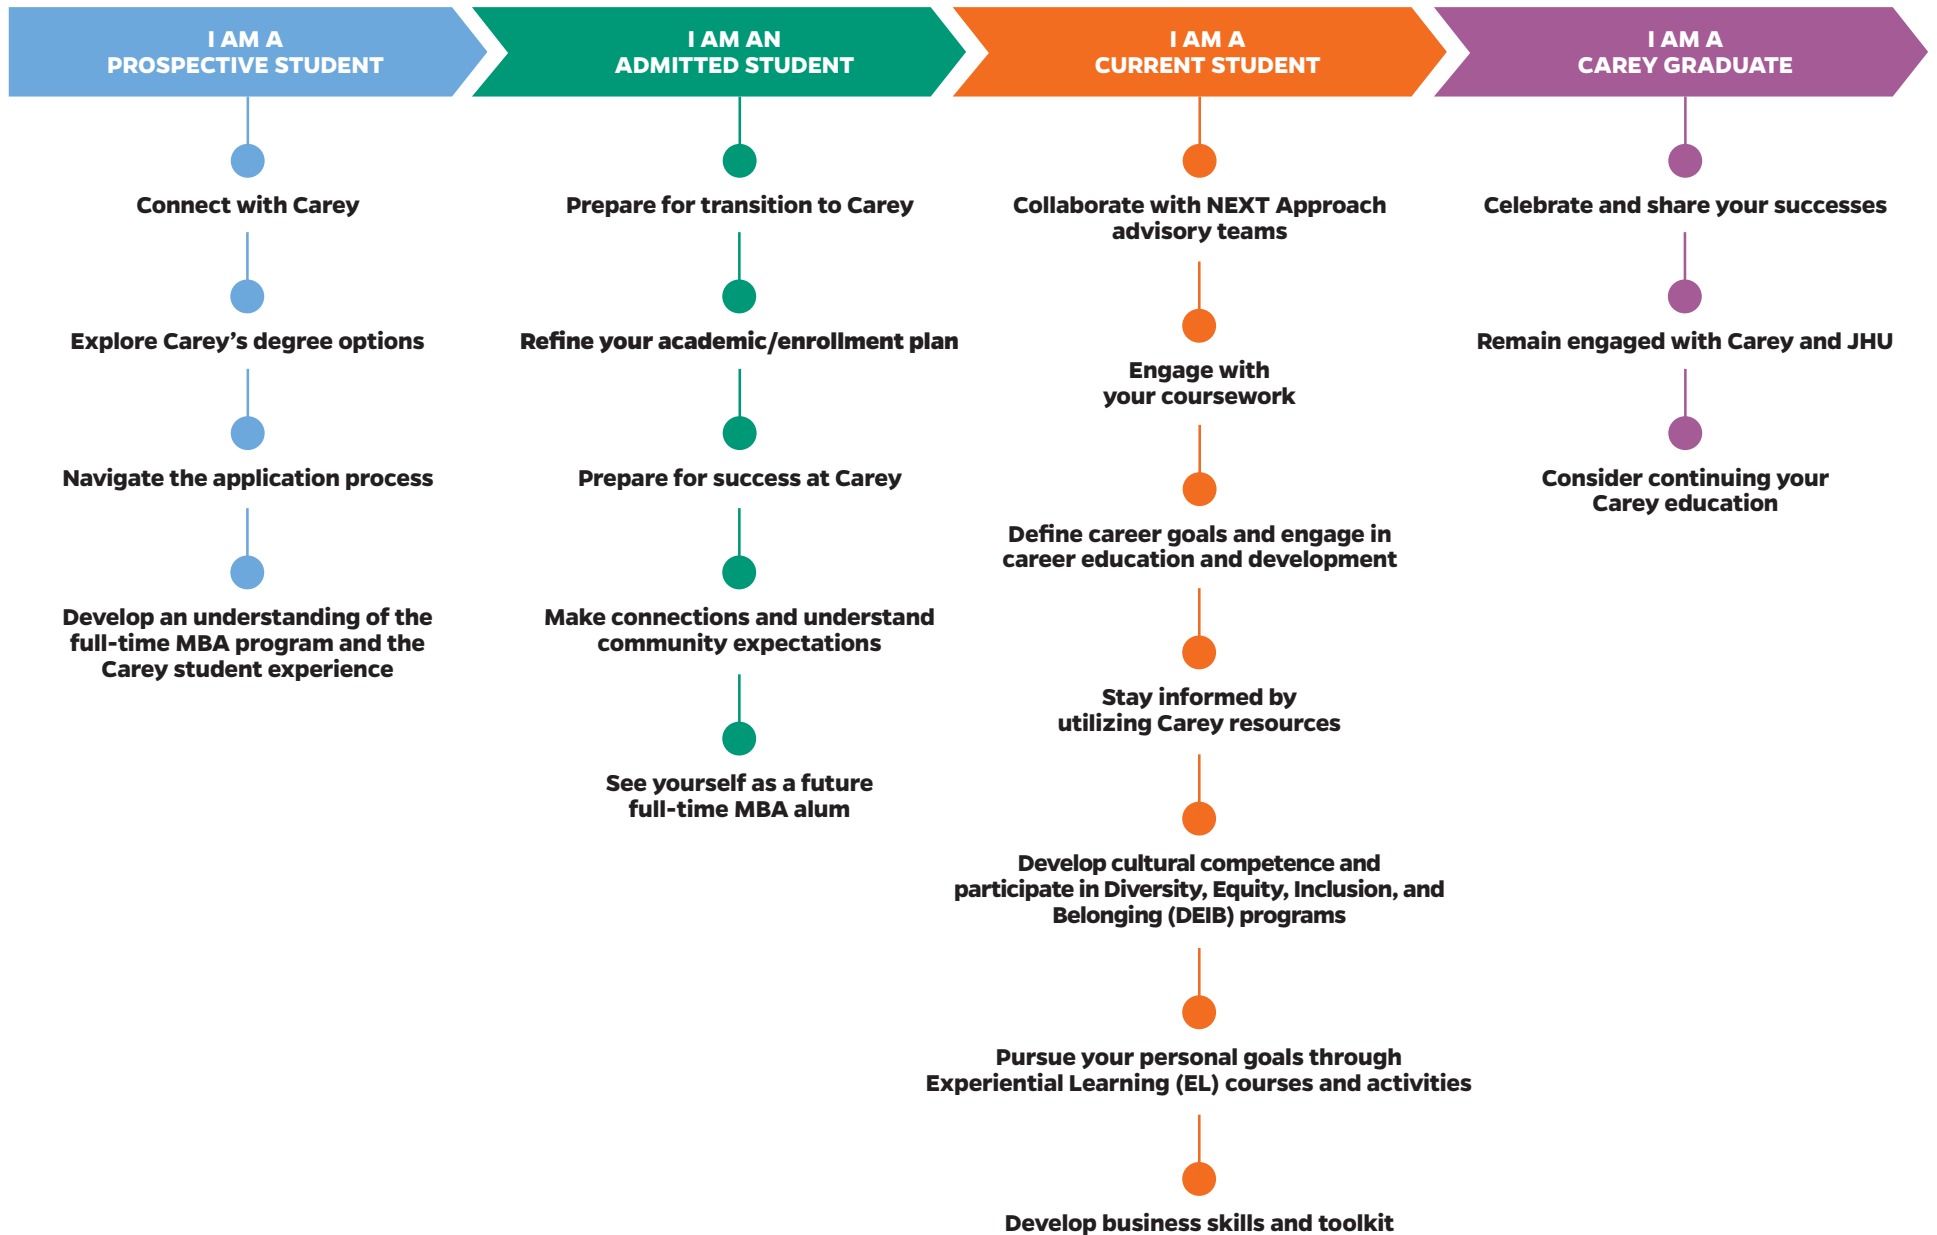 I AM A
PROSPECTIVE STUDENT
Connect with Carey
Explore Carey's degree options
Navigate the application process
Develop an understanding of the
full-time MBA program and the
Carey student experience
I AM AN
ADMITTED STUDENT
Prepare for transition to Carey
Refine your academic/enrollment plan
Prepare for success at Carey
Make connections and understand
community expectations
See yourself as a future
full-time MBA alum
I AM A
CURRENT STUDENT
Collaborate with NEXT Approach
advisory teams
Engage with
your coursework
Define career goals and engage in
career education and development
Stay informed by
utilizing Carey resources
Develop cultural competence and
participate in Diversity, Equity, Inclusion, and
Belonging (DEIB) programs
Pursue your personal goals through
Experiential Learning (EL) courses and activities
Develop business skills and toolkit
I AM A
CAREY GRADUATE
Celebrate and share your successes
Remain engaged with Carey and JHU
Consider continuing your
Carey education